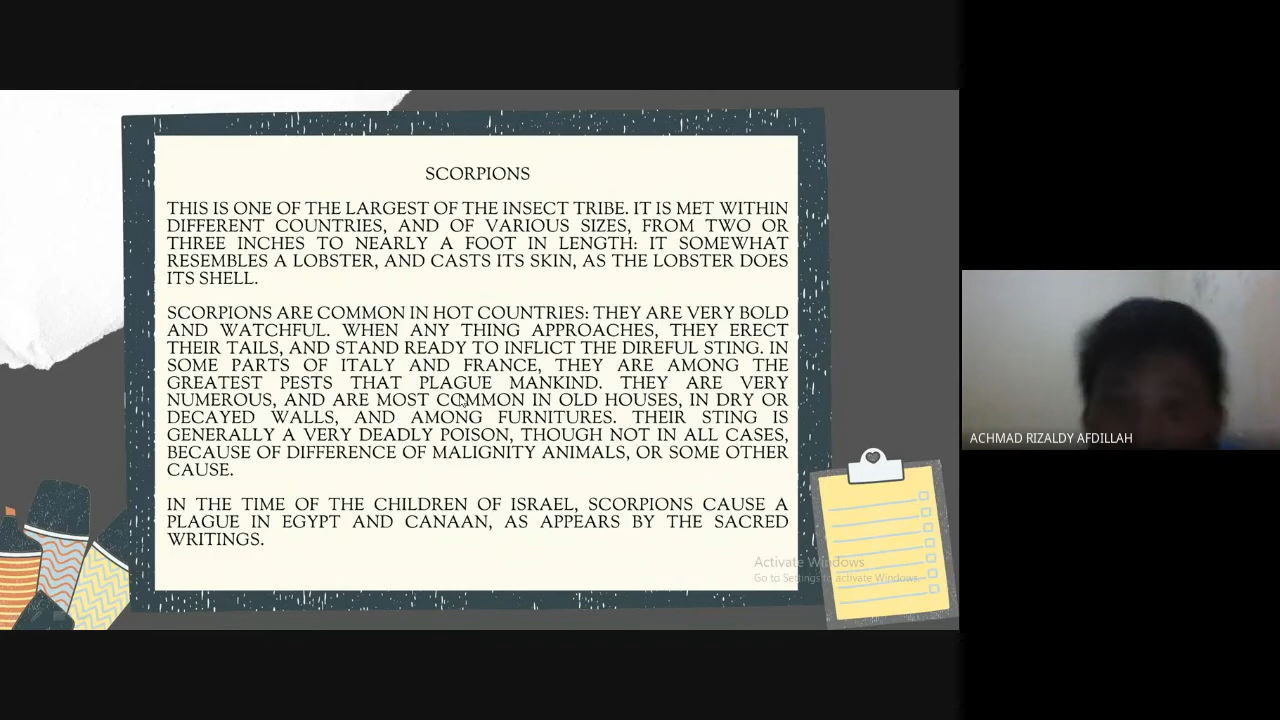 SCORPIONS
THIS IS ONE OF THE LARGEST OF THE INSECT TRIBE. IT IS MET WITHIN
DIFFERENT COUNTRIES, AND OF VARIOUS SIZES, FROM TWO OR
THREE INCHES TO NEARLY A FOOT IN LENGTH: IT SOMEWHAT
RESEMBLES A LOBSTER, AND CASTS ITS SKIN, AS THE LOBSTER DOES
ITS SHELL.
SCORPIONS ARE COMMON IN HOT COUNTRIES: THEY ARE VERY BOLD
AND WATCHFUL. WHEN ANY THING APPROACHES, THEY ERECT
THEIR TAILS, AND STAND READY TO INFLICT THE DIREFUL STING. IN
SOME PARTS OF ITALY AND FRANCE, THEY ARE AMONG THE
GREATEST PESTS THAT PLAGUE MANKIND. THEY ARE VERY
NUMEROUS, AND ARE MOST COMMON IN OLD HOUSES, IN DRY OR
DECAYED WALLS, AND AMONG FURNITURES. THEIR STING IS
GENERALLY A VERY DEADLY POISON, THOUGH NOT IN ALL CASES,
BECAUSE OF DIFFERENCE OF MALIGNITY ANIMALS, OR SOME OTHER
CAUSE.
IN THE TIME OF THE CHILDREN OF ISRAEL, SCORPIONS CAUSE A
PLAGUE IN EGYPT AND CANAAN, AS APPEARS BY THE SACRED
WRITINGS.
Activate Windows
Go to Settings to activate Windows.
ACHMAD RIZALDY AFDILLAH